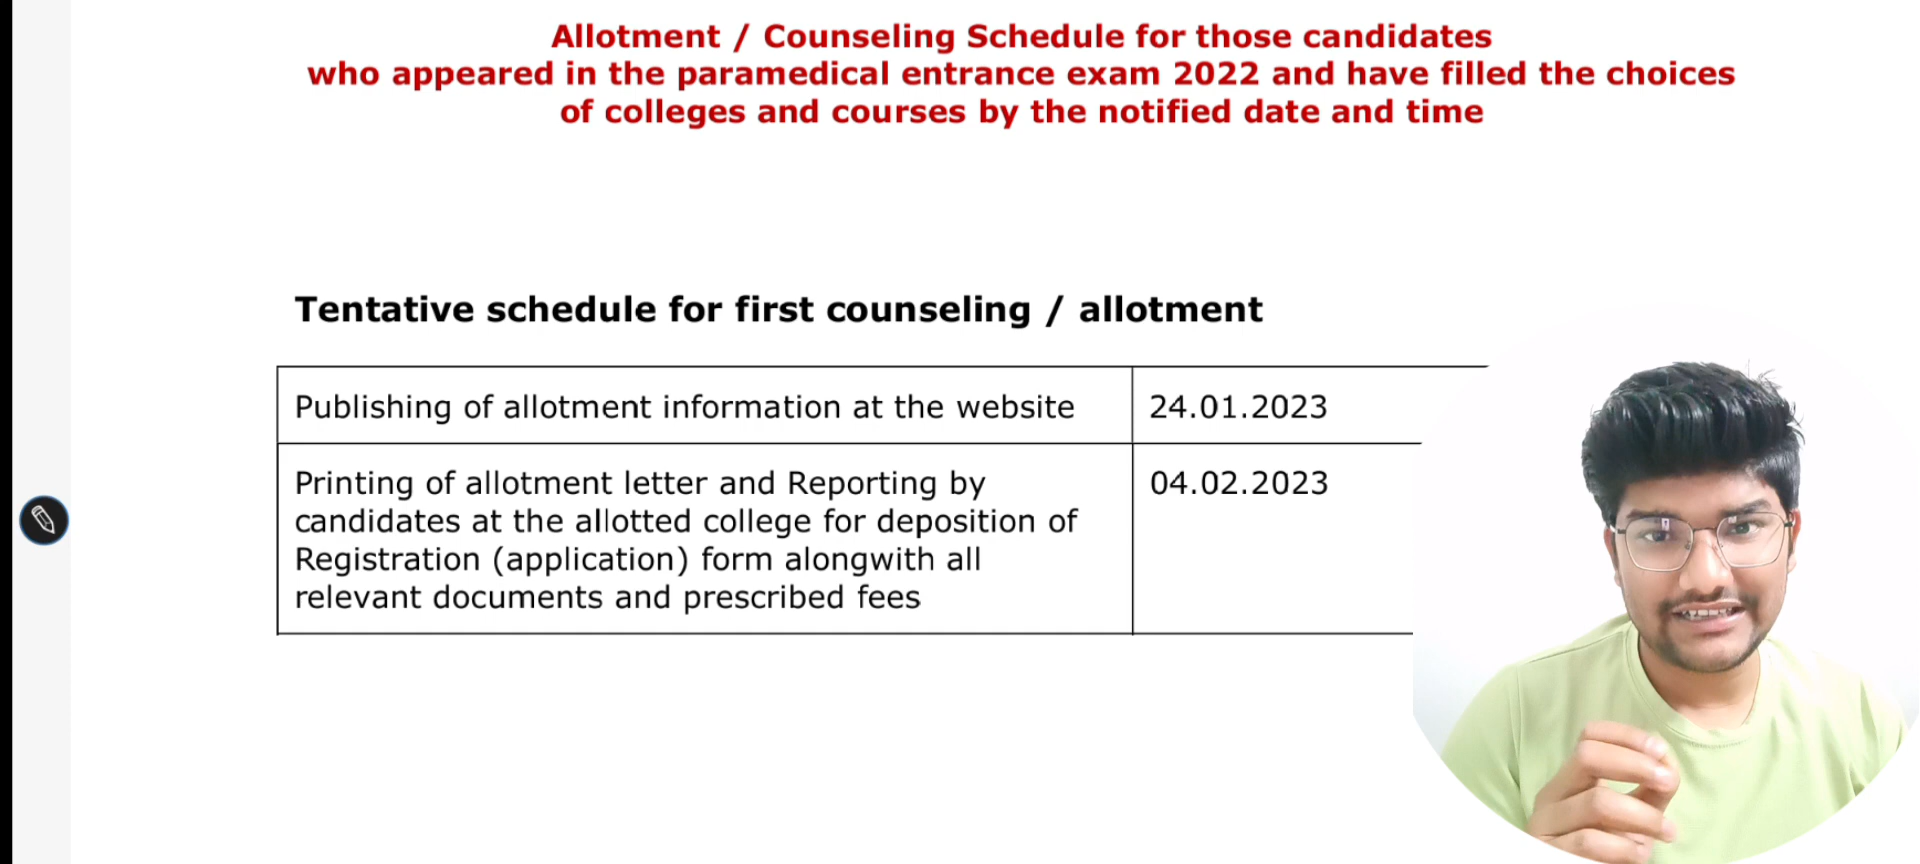 Allotment / Counseling Schedule for those candidates
who appeared in the paramedical entrance exam 2022 and have filled the choices
of colleges and courses by the notified date and time
Tentative schedule for first counseling / allotment
Publishing of allotment information at the website
24.01.2023
Printing of allotment letter and Reporting by
04.02.2023
candidates at the allotted college for deposition of
Registration (application) form alongwith all
relevant documents and prescribed fees